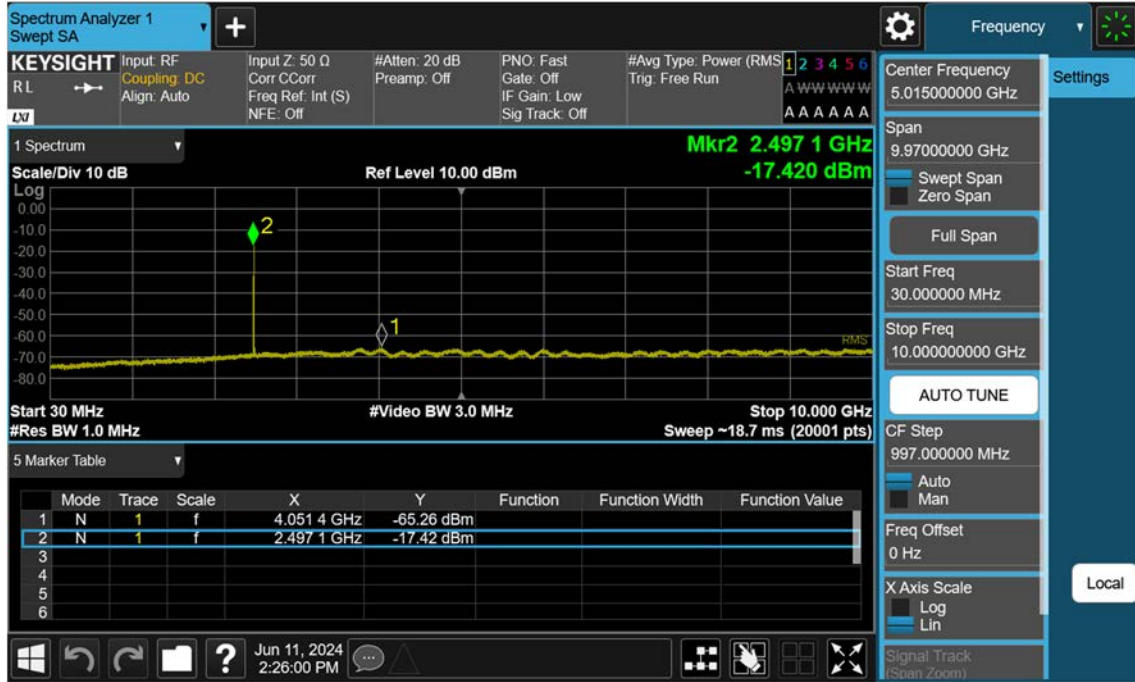 Spectrum Analyzer 1
Swept SA
Frequency
KEYSIGHT
R L
LXI
Input: RF
Coupling: DC
Align: Auto
Input Z: 50 Ω
Corr CCorr
Freq Ref: Int (S)
NFE: Off
#Atten: 20 dB
Preamp: Off
PNO: Fast
Gate: Off
IF Gain: Low
Sig Track: Off
#Avg Type: Power (RMS
Trig: Free Run
1 2 3 4 5 6
A W W W W W
A A A A A A
Center Frequency
5.015000000 GHz
Settings
1 Spectrum
Mkr2 2.497 1 GHz
Scale/Div 10 dB
Ref Level 10.00 dBm
-17.420 dBm
Log
0.00
-10.0
-20.0
-30.0
-40.0
-50.0
-60.0
-70.0
-80.0
2
1
RMS
Start 30 MHz
#Video BW 3.0 MHz
Stop 10.000 GHz
#Res BW 1.0 MHz
Sweep ~18.7 ms (20001 pts)
Span
9.97000000 GHz
Swept Span
Zero Span
Full Span
Start Freq
30.000000 MHz
Stop Freq
10.000000000 GHz
AUTO TUNE
CF Step
997.000000 MHz
Auto
Man
Freq Offset
0 Hz
X Axis Scale
Log
Lin
Signal Track
(Span Zoom)
Local
5 Marker Table
Mode Trace Scale X Y Function Function Width Function Value
1 N 1 f 4.051 4 GHz -65.26 dBm
2 N 1 f 2.497 1 GHz -17.42 dBm
3
4
5
6
?
Jun 11, 2024
2:26:00 PM